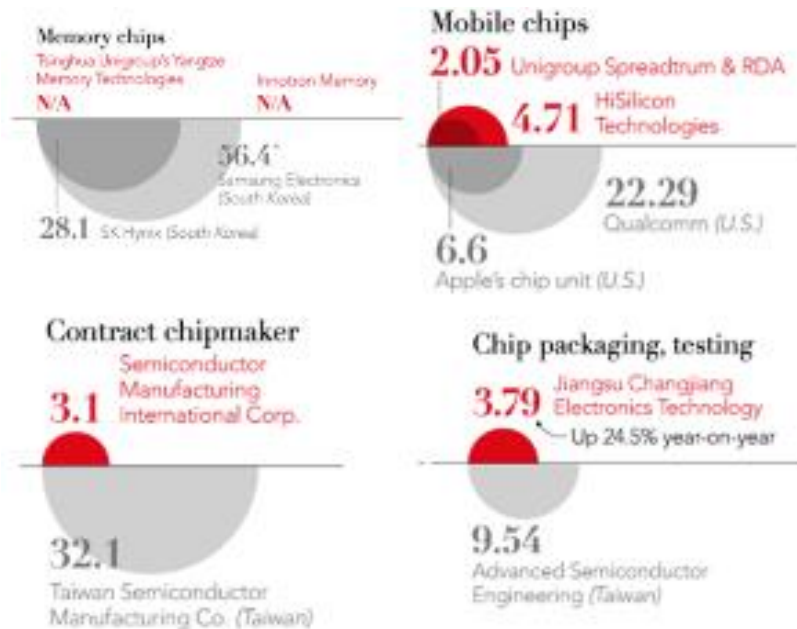 Memory chips
Tsinghua Unigroup's Yangtze
Memory Technologies
N/A
Innotron Memory
N/A
56.4*
Samsung Electronics
(South Korea)
28.1 SK Hynix (South Korea)
Mobile chips
2.05 Unigroup Spreadtrum & RDA
4.71 HiSilicon
Technologies
22.29
Qualcomm (U.S.)
6.6
Apple's chip unit (U.S.)
Contract chipmaker
3.1 Semiconductor
Manufacturing
International Corp.
32.1
Taiwan Semiconductor
Manufacturing Co. (Taiwan)
Chip packaging, testing
3.79 Jiangsu Changjiang
Electronics Technology
Up 24.5% year-on-year
9.54
Advanced Semiconductor
Engineering (Taiwan)